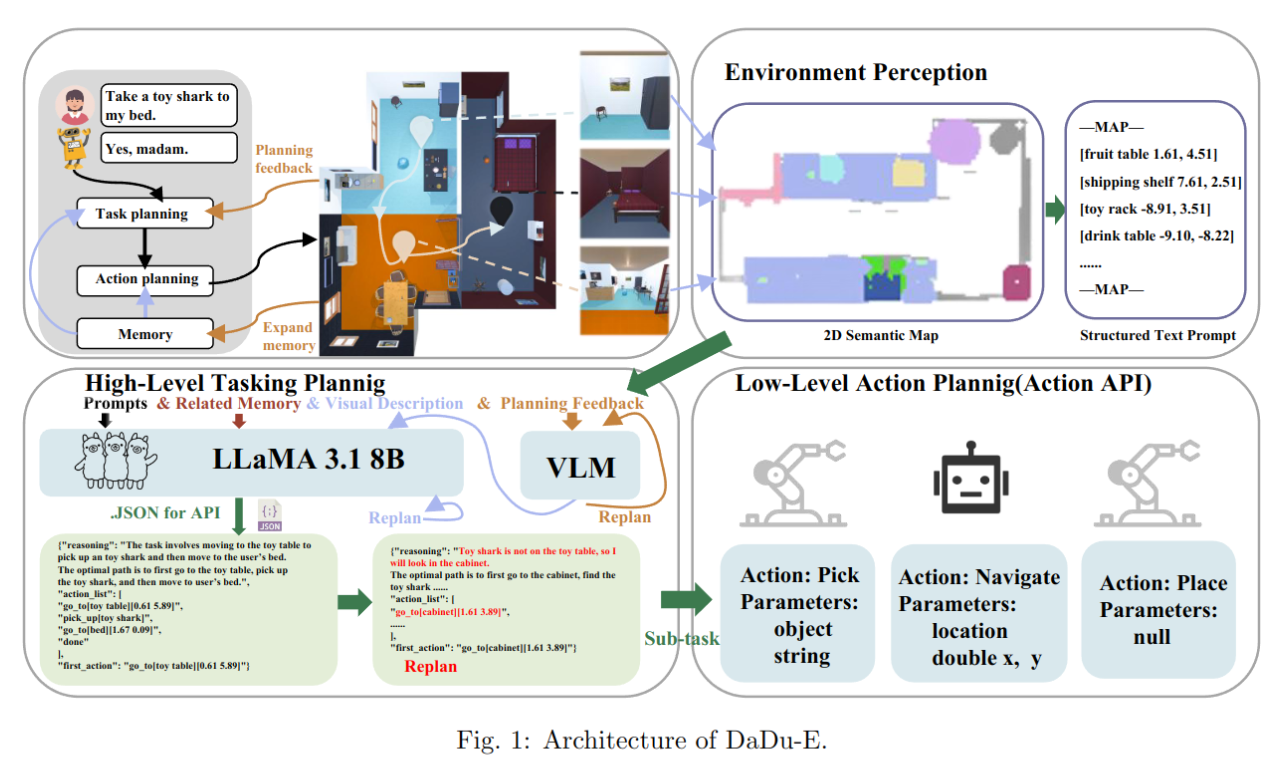 Take a toy shark to
my bed.
Yes, madam.
Task planning
Action planning
Memory
Planning
feedback
Expand
memory
Environment Perception
2D Semantic Map
—MAP—
[fruit table 1.61, 4.51]
[shipping shelf 7.61, 2.51]
[toy rack -8.91, 3.51]
[drink table -9.10, -8.22]
......
—MAP—
Structured Text Prompt
High-Level Tasking Plannig
Prompts & Related Memory & Visual Description & Planning Feedback
LLaMA 3.1 8B
VLM
Replan
Replan
.JSON for API
{:}
JSON
{"reasoning": "The task involves moving to the toy table to
pick up an toy shark and then move to the user's bed.
The optimal path is to first go to the toy table, pick up
the toy shark, and then move to user's bed.",
"action_list": [
"go_to[toy table][0.61 5.89]",
"pick_up[toy shark]",
"go_to[bed][1.67 0.09]",
"done"
],
"first_action": "go_to[toy table][0.61 5.89]"}
{"reasoning": "Toy shark is not on the toy table, so I
will look in the cabinet.
The optimal path is to first go to the cabinet, find the
toy shark ......
"action_list": [
"go_to[cabinet][1.61 3.89]",
......
],
"first_action": "go_to[cabinet][1.61 3.89]"}
Replan
Sub-task
Low-Level Action Plannig(Action API)
Action: Pick
Parameters:
object
string
Action: Navigate
Parameters:
location
double x, y
Action: Place
Parameters:
null
Fig. 1: Architecture of DaDu-E.